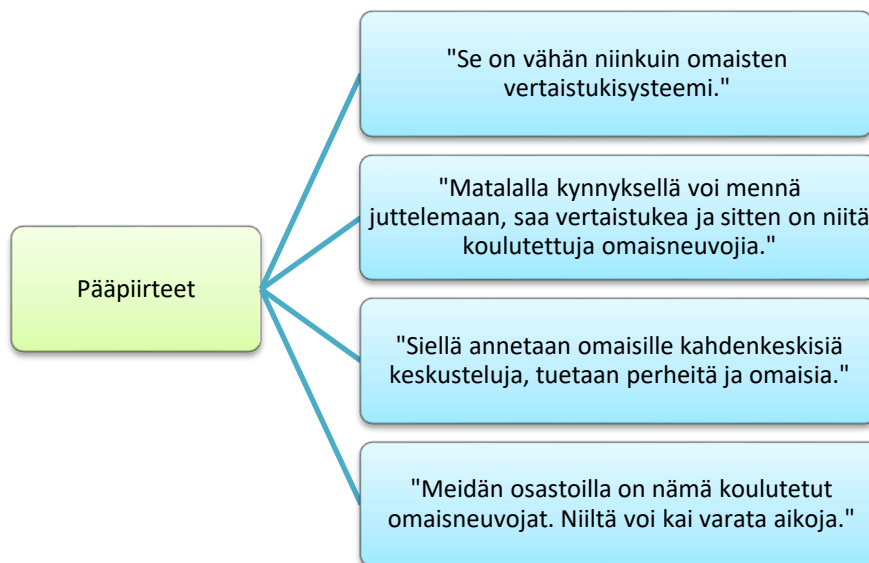 Pääpiirteet
"Se on vähän niinkuin omaisten
vertaistukisysteemi."
"Matalalla kynnyksellä voi mennä
juttelemaan, saa vertaistukea ja sitten on niitä
koulutettuja omaisneuvojia."
"Siellä annetaan omaisille kahdenkeskisiä
keskusteluja, tuetaan perheitä ja omaisia."
"Meidän osastoilla on nämä koulutetut
omaisneuvojat. Niiltä voi kai varata aikoja."